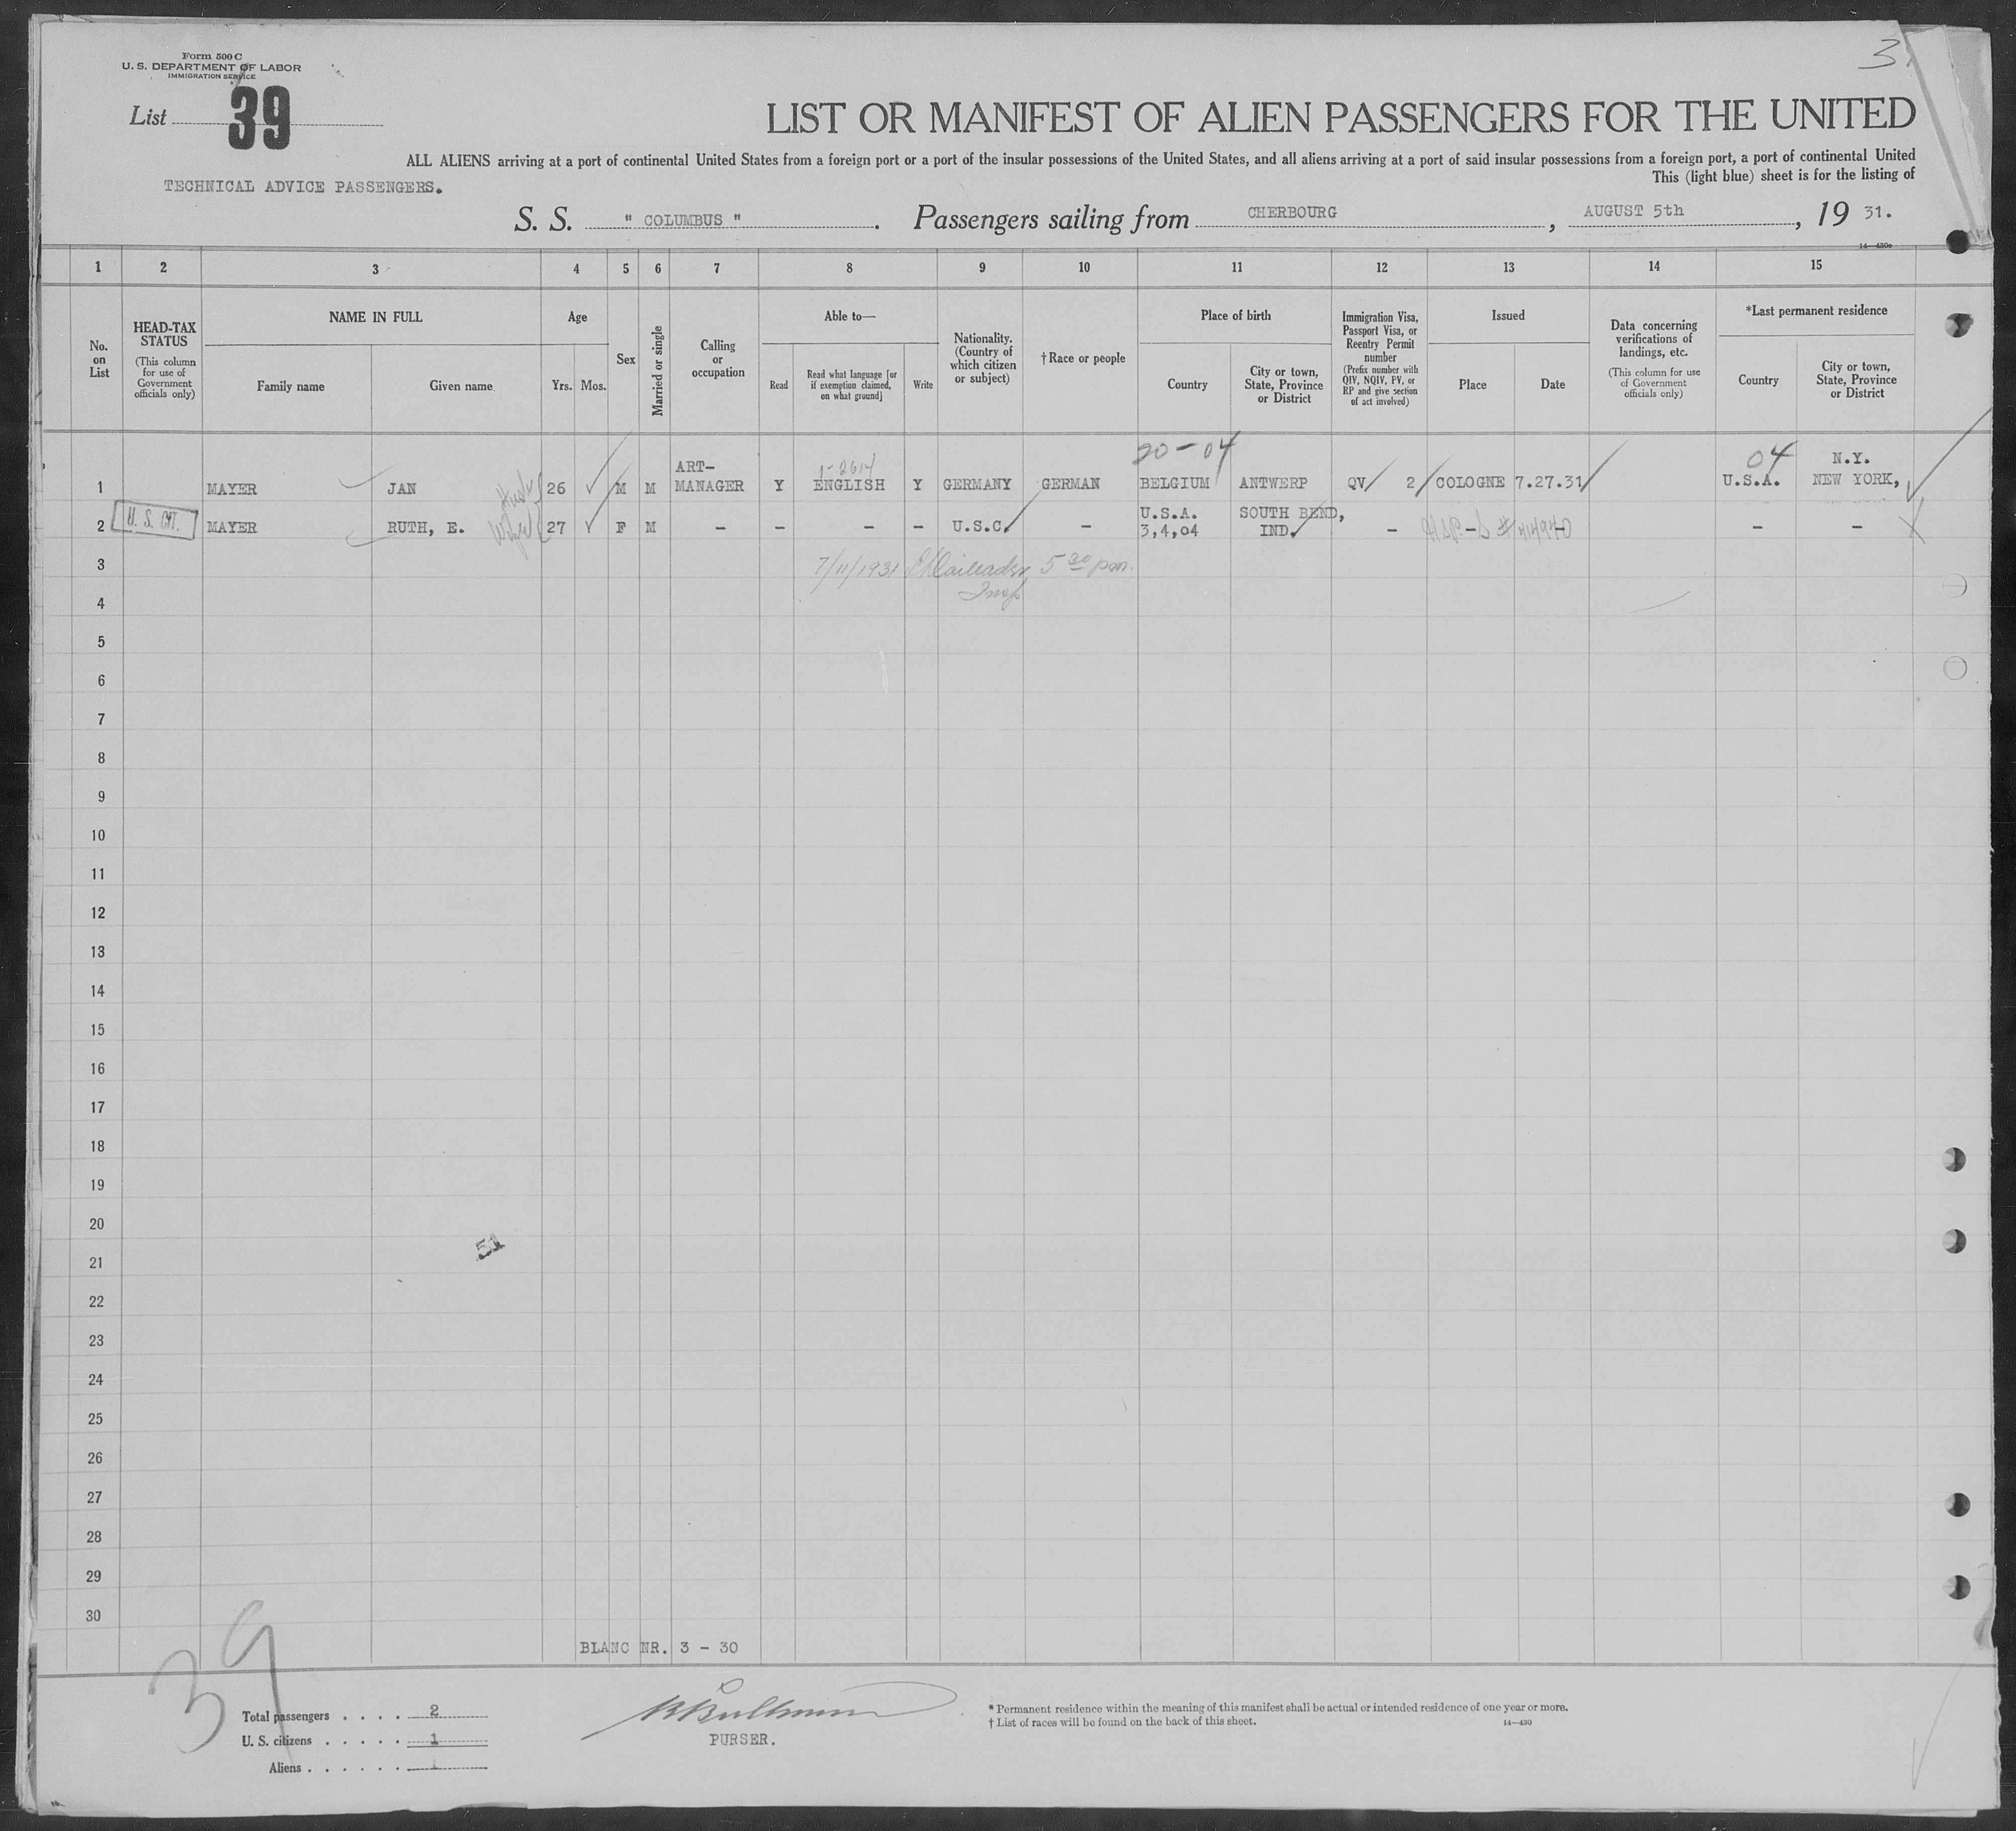 Form 500 C
U. S. DEPARTMENT OF LABOR
IMMIGRATION SERVICE
3
List 39
LIST OR MANIFEST OF ALIEN PASSENGERS FOR THE UNITED
ALL ALIENS arriving at a port of continental United States from a foreign port or a port of the insular possessions of the United States, and all aliens arriving at a port of said insular possessions from a foreign port, a port of continental United
This (light blue) sheet is for the listing of
TECHNICAL ADVICE PASSENGERS.
S. S. " COLUMBUS ". Passengers sailing from CHERBOURG, AUGUST 5th, 19 31.
14—430c
1 2 3 4 5 6 7 8 9 10 11 12 13 14 15
No. on List
HEAD-TAX STATUS
(This column for use of Government officials only)
NAME IN FULL
Family name Given name
Age
Yrs. Mos.
Sex
Married or single
Calling or occupation
Able to—
Read
Read what language [or if exemption claimed, on what ground]
Write
Nationality. (Country of which citizen or subject)
†Race or people
Place of birth
Country
City or town, State, Province or District
Immigration Visa, Passport Visa, or Reentry Permit number
(Prefix number with QIV, NQIV, PV, or RP and give section of act involved)
Issued
Place Date
Data concerning verifications of landings, etc.
(This column for use of Government officials only)
*Last permanent residence
Country
City or town, State, Province or District
20-04 04
ART- N.Y.
1 MAYER JAN 26 M M MANAGER Y ENGLISH Y GERMANY GERMAN BELGIUM ANTWERP QV 2 COLOGNE 7.27.31 U.S.A. NEW YORK,
U.S.A. SOUTH BEND,
2 U. S. CIT. MAYER RUTH, E. Wife 27 F M - - - - U.S.C. - 3,4,04 IND. - - - - -
3 7/11/1931 5 30 pm.
4 Insp
5
6
7
8
9
10
11
12
13
14
15
16
17
18
19
20
51
21
22
23
24
25
26
27
28
29
30
BLANC NR. 3 - 30
39
Total passengers . . . . 2
U. S. citizens . . . . . 1
Aliens . . . . . . 1
PURSER.
* Permanent residence within the meaning of this manifest shall be actual or intended residence of one year or more.
† List of races will be found on the back of this sheet.
14—430